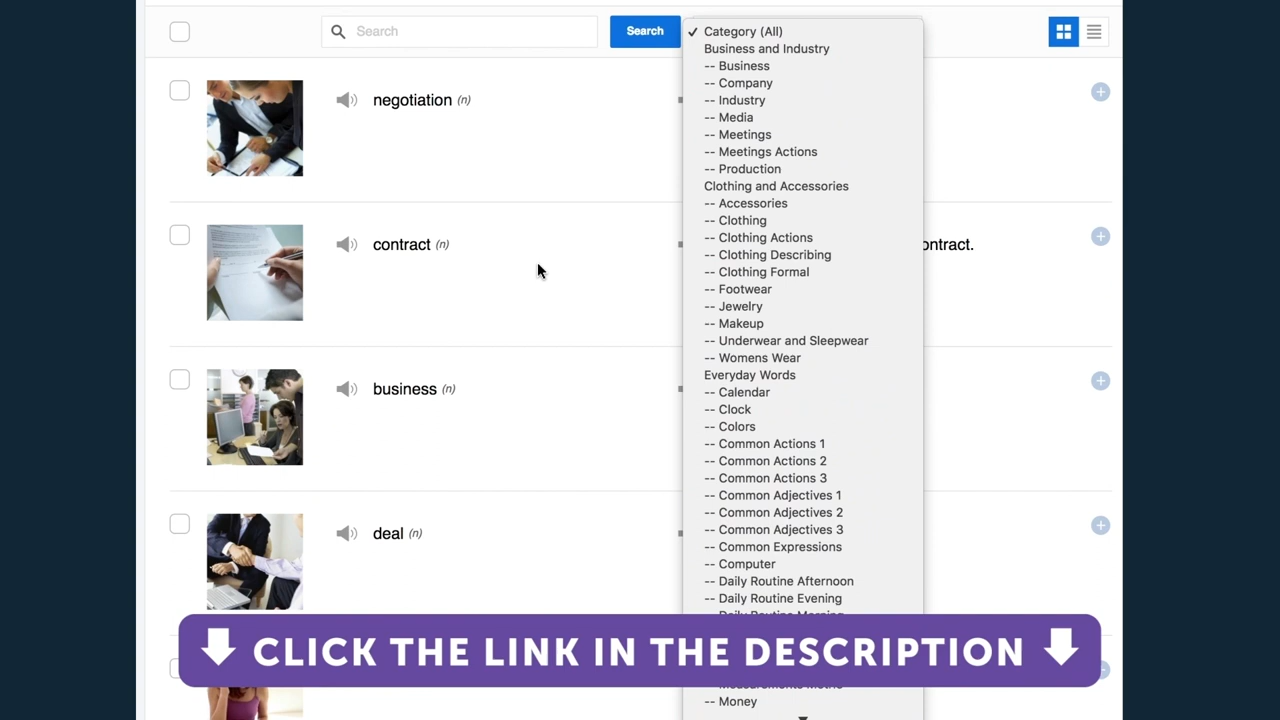 Search
Search
✓ Category (All)
Business and Industry
-- Business
-- Company
-- Industry
-- Media
-- Meetings
-- Meetings Actions
-- Production
Clothing and Accessories
-- Accessories
-- Clothing
-- Clothing Actions
-- Clothing Describing
-- Clothing Formal
-- Footwear
-- Jewelry
-- Makeup
-- Underwear and Sleepwear
-- Womens Wear
Everyday Words
-- Calendar
-- Clock
-- Colors
-- Common Actions 1
-- Common Actions 2
-- Common Actions 3
-- Common Adjectives 1
-- Common Adjectives 2
-- Common Adjectives 3
-- Common Expressions
-- Computer
-- Daily Routine Afternoon
-- Daily Routine Evening
-- Daily Routine Morning
-- Money
negotiation (n)
contract (n)
ontract.
business (n)
deal (n)
CLICK THE LINK IN THE DESCRIPTION